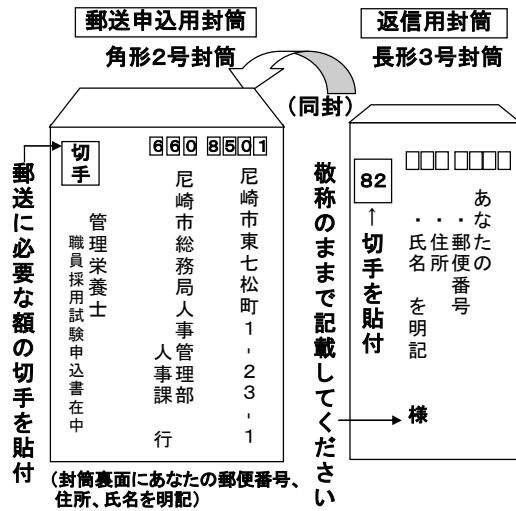 郵送申込用封筒
角形2号封筒
返信用封筒
長形3号封筒
(同封)
郵送に必要な額の切手を貼付
切手
660 8501
尼崎市東七松町1-23-1
尼崎市総務局人事管理部
人事課 行
管理栄養士
職員採用試験申込書在中
(封筒裏面にあなたの郵便番号、
住所、氏名を明記)
敬称のままで記載してください
82
↑切手を貼付
あなたの
・郵便番号
・住所
・氏名 を明記
様